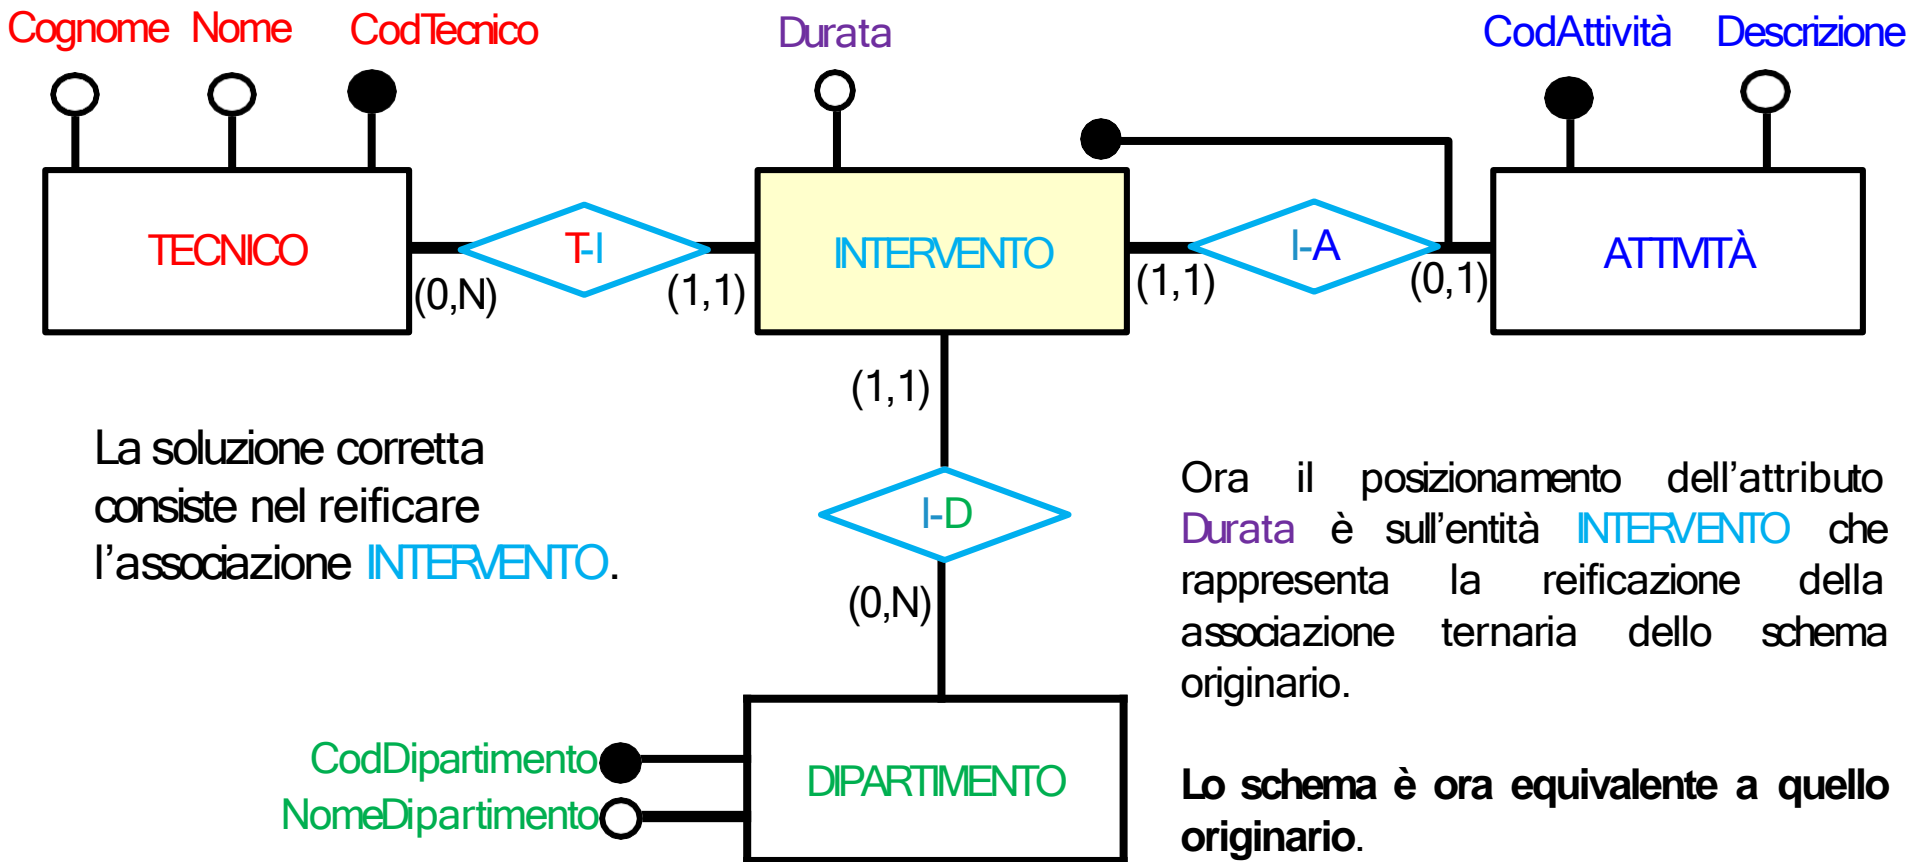 Cognome Nome CodTecnico Durata CodAttività Descrizione
TECNICO T-I INTERVENTO I-A ATTIVITÀ
(0,N) (1,1) (1,1) (0,1)
(1,1)
La soluzione corretta
consiste nel reificare
l'associazione INTERVENTO.
I-D
(0,N)
Ora il posizionamento dell'attributo
Durata è sull'entità INTERVENTO che
rappresenta la reificazione della
associazione ternaria dello schema
originario.
CodDipartimento
NomeDipartimento
DIPARTIMENTO
Lo schema è ora equivalente a quello
originario.